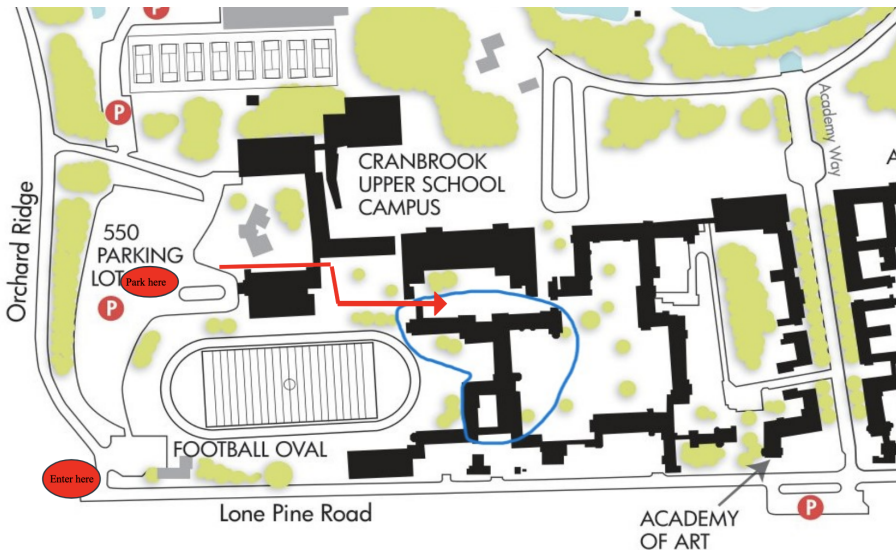 P
P
Academy Way
CRANBROOK
UPPER SCHOOL
CAMPUS
A
Orchard Ridge
550
PARKING
LOT
Park here
P
FOOTBALL OVAL
Enter here
Lone Pine Road
P
ACADEMY
OF ART